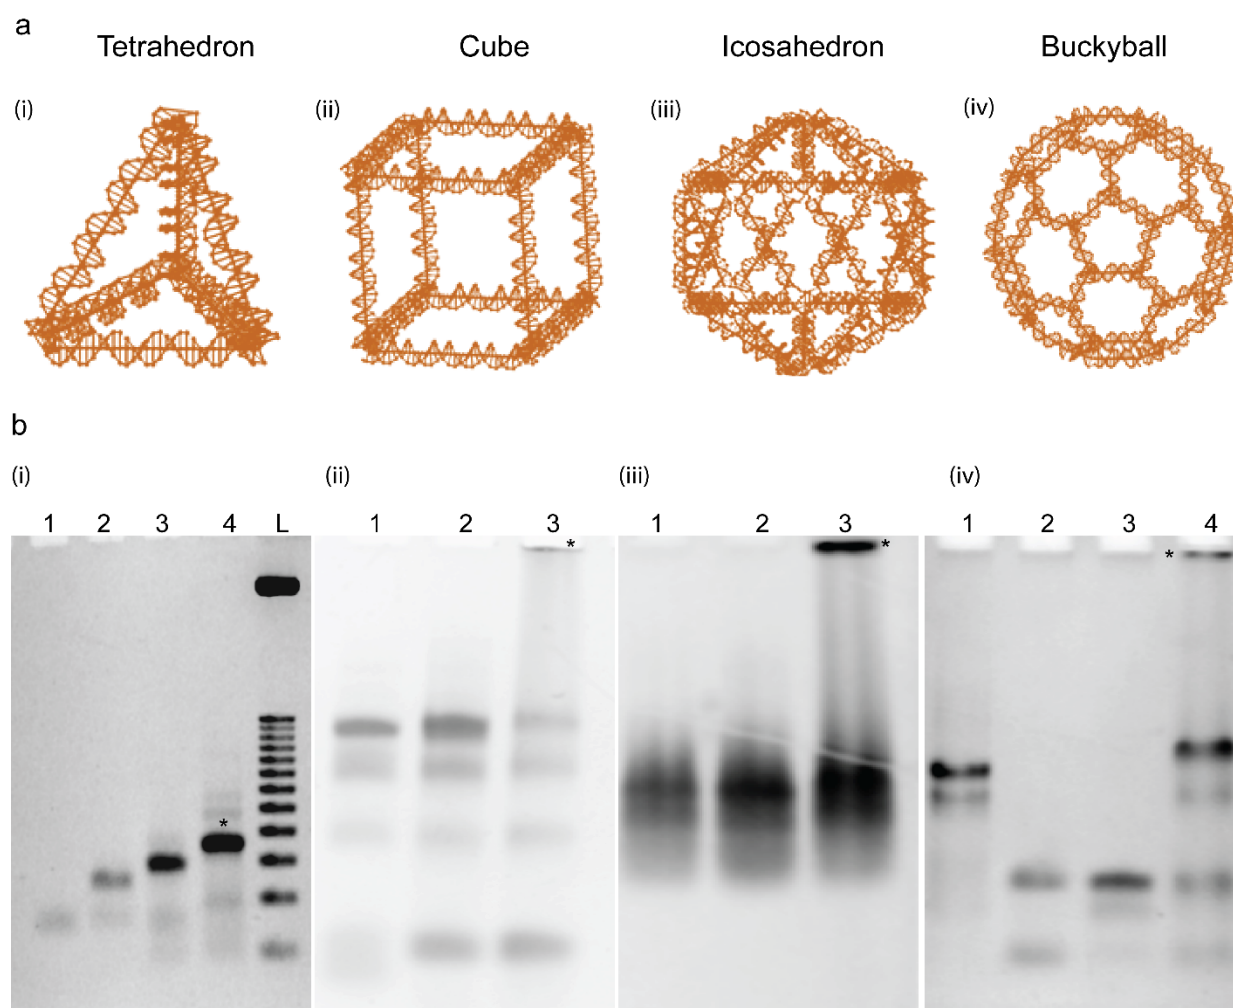 a
Tetrahedron Cube Icosahedron Buckyball
(i) (ii) (iii) (iv)
b
(i) (ii) (iii) (iv)
1 2 3 4 L 1 2 3 1 2 3 1 2 3 4
* * *
*